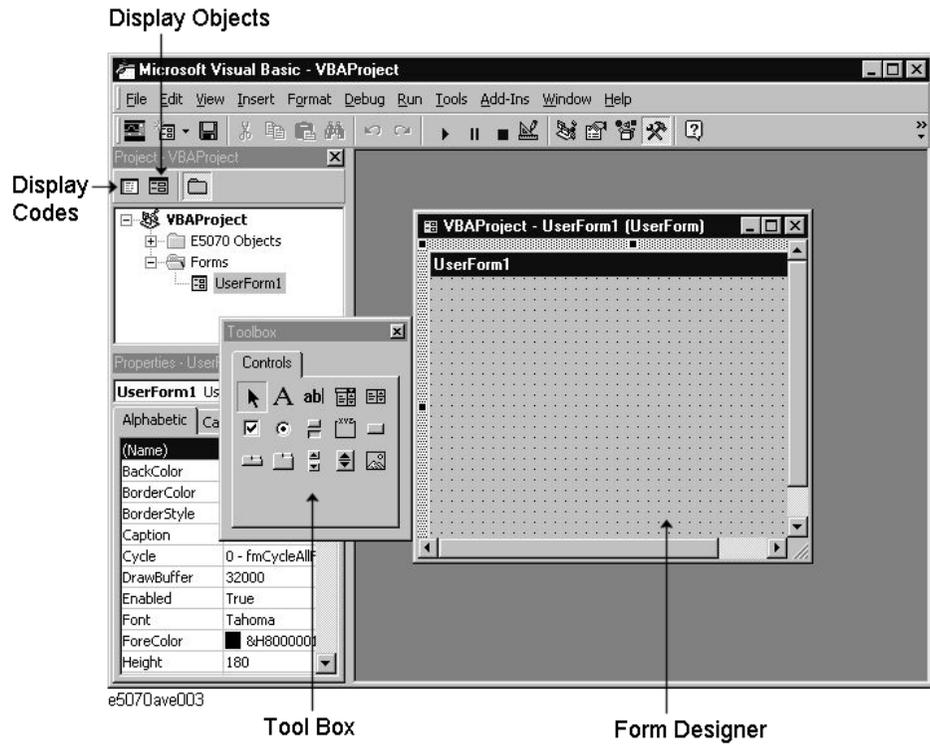 Display Objects
Microsoft Visual Basic - VBAProject
File Edit View Insert Format Debug Run Tools Add-Ins Window Help
Project - VBAProject
Display Codes
VBAProject
E5070 Objects
Forms
UserForm1
VBAProject - UserForm1 (UserForm)
UserForm1
Toolbox
Controls
A ab|
XYZ
Properties - UserF
UserForm1 Us
Alphabetic Ca
(Name)
BackColor
BorderColor
BorderStyle
Caption
Cycle 0 - fmCycleAllF
DrawBuffer 32000
Enabled True
Font Tahoma
ForeColor &H8000001
Height 180
e5070ave003
Tool Box
Form Designer